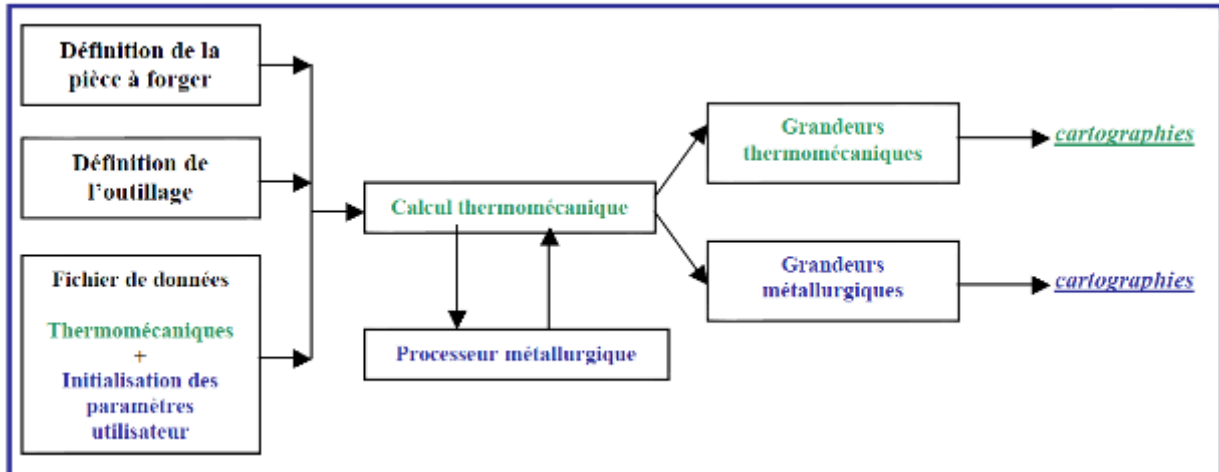 Définition de la
pièce à forger
Définition de
l'outillage
Fichier de données
Thermomécaniques
+
Initialisation des
paramètres
utilisateur
Calcul thermomécanique
Processeur métallurgique
Grandeurs
thermomécaniques
cartographies
Grandeurs
métallurgiques
cartographies